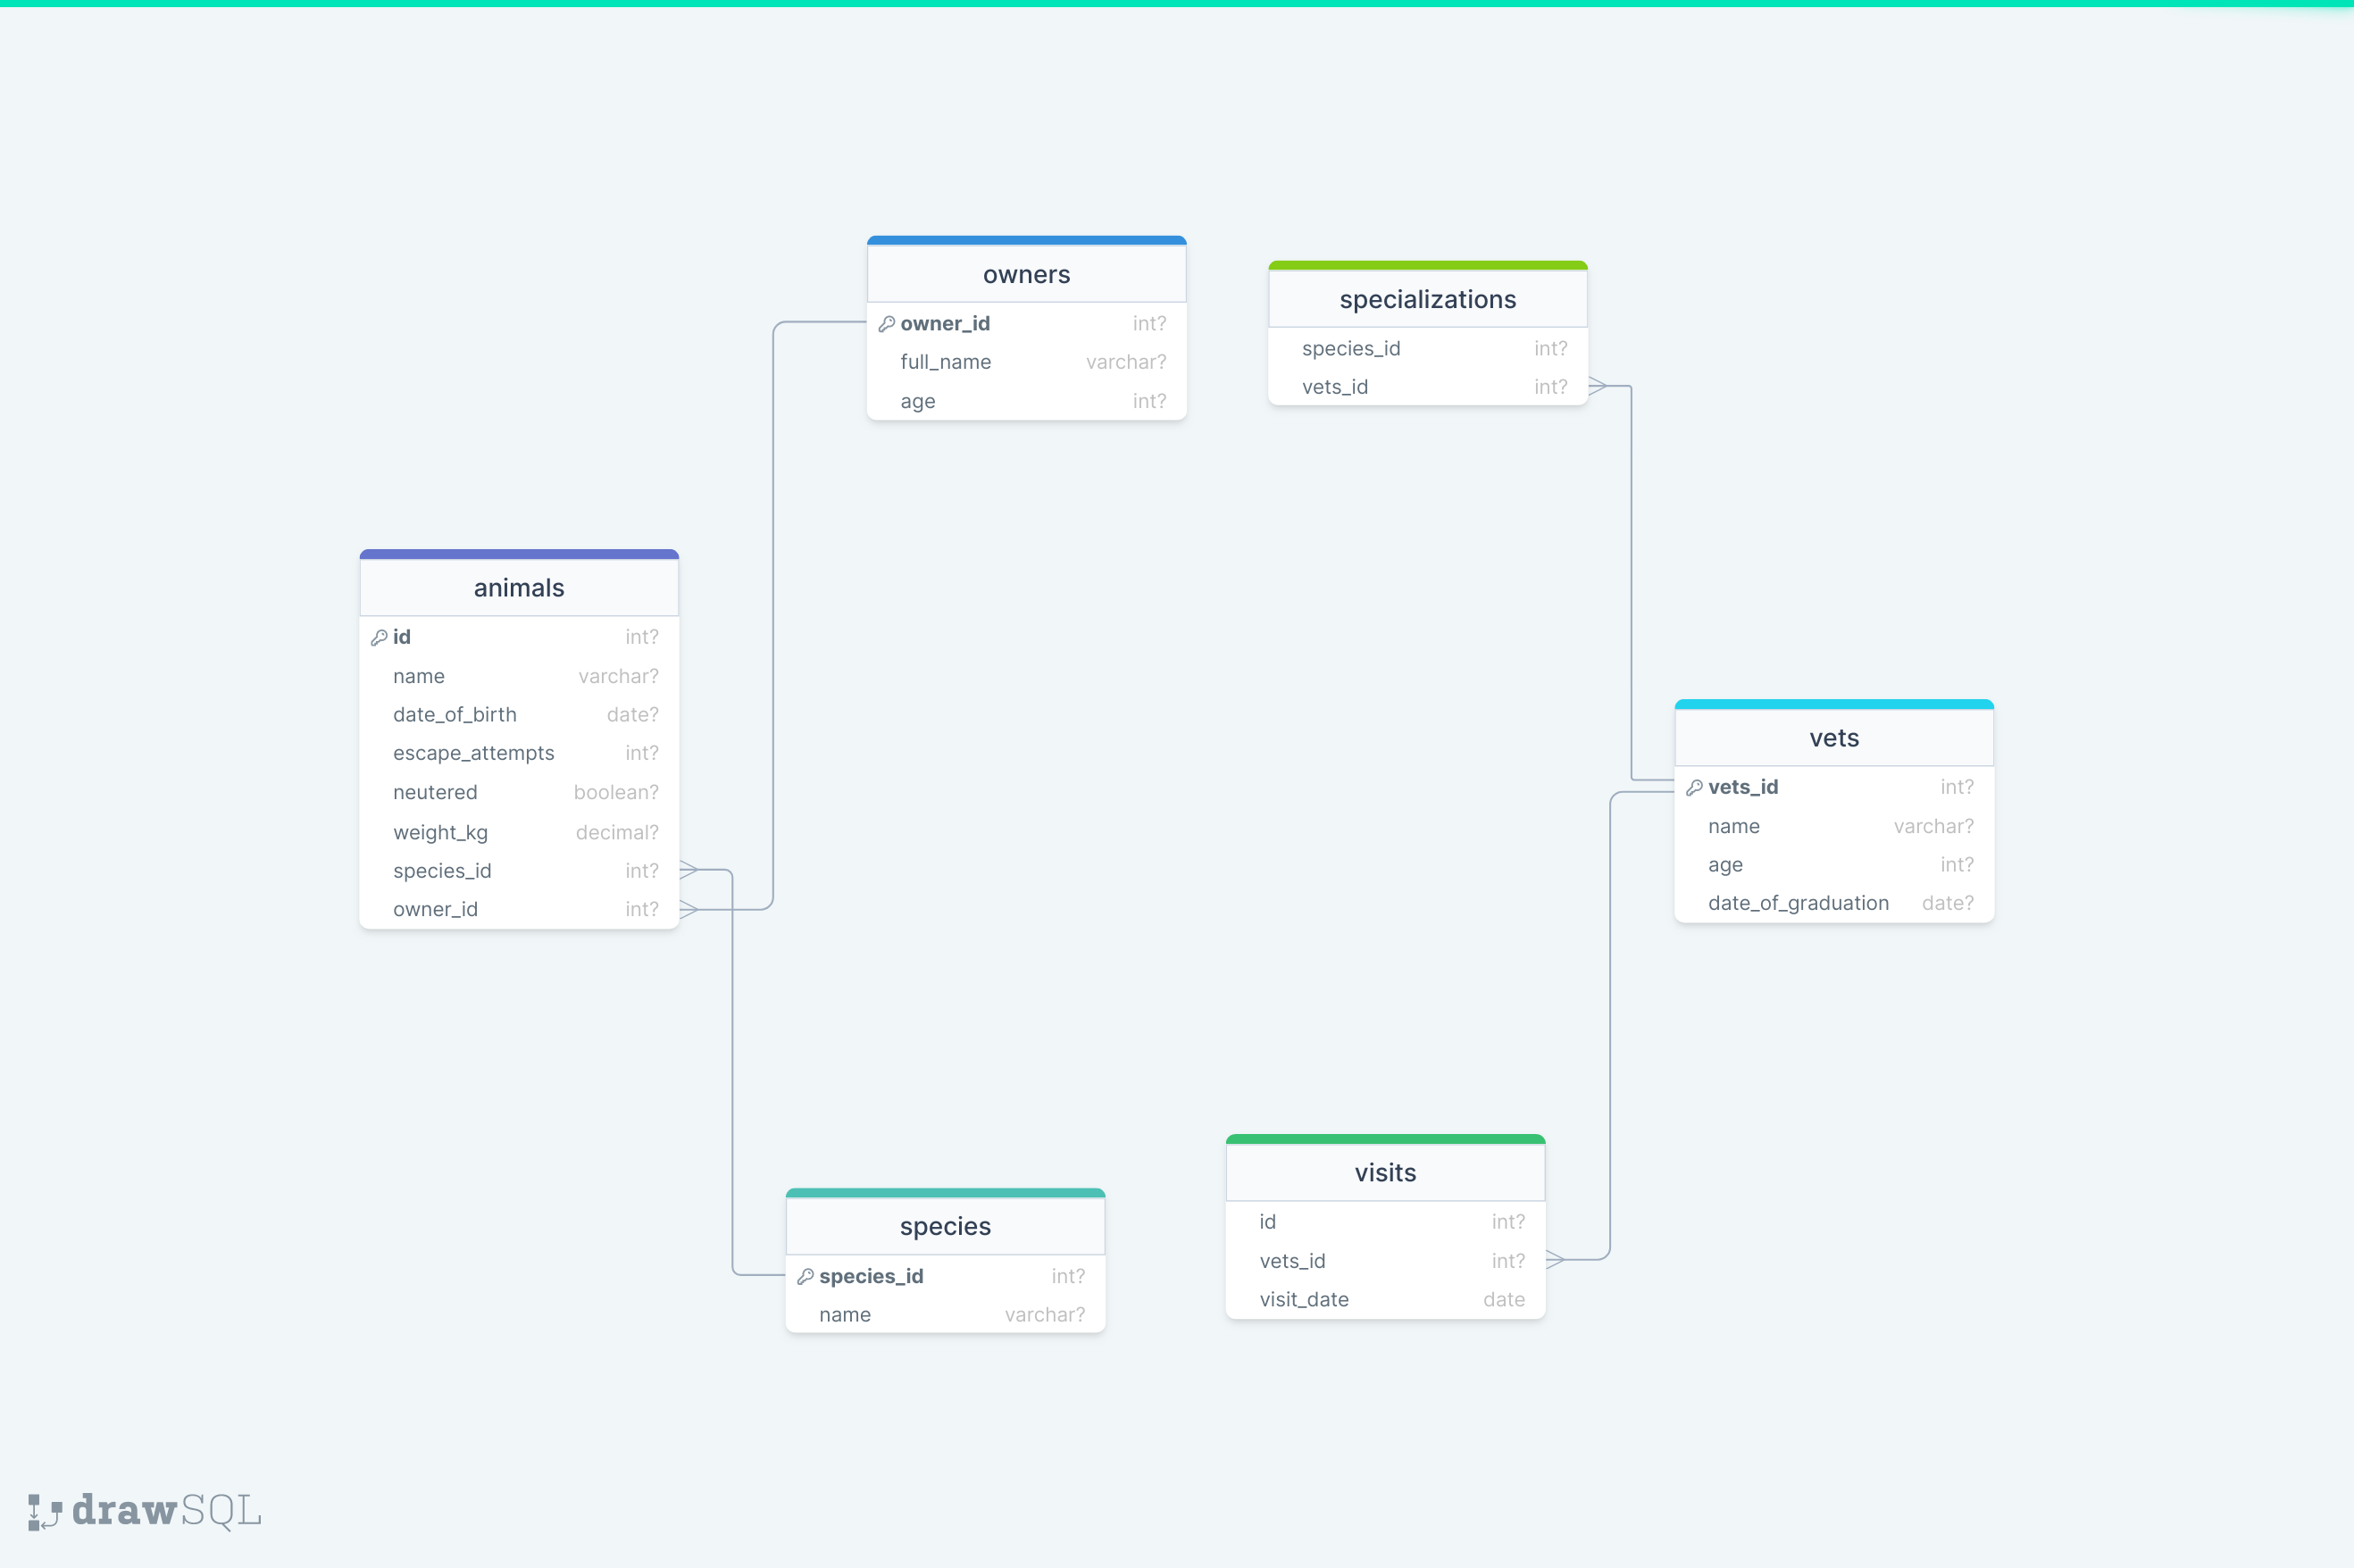 owners
owner_id int?
full_name varchar?
age int?
specializations
species_id int?
vets_id int?
animals
id int?
name varchar?
date_of_birth date?
escape_attempts int?
neutered boolean?
weight_kg decimal?
species_id int?
owner_id int?
vets
vets_id int?
name varchar?
age int?
date_of_graduation date?
species
species_id int?
name varchar?
visits
id int?
vets_id int?
visit_date date
drawSQL